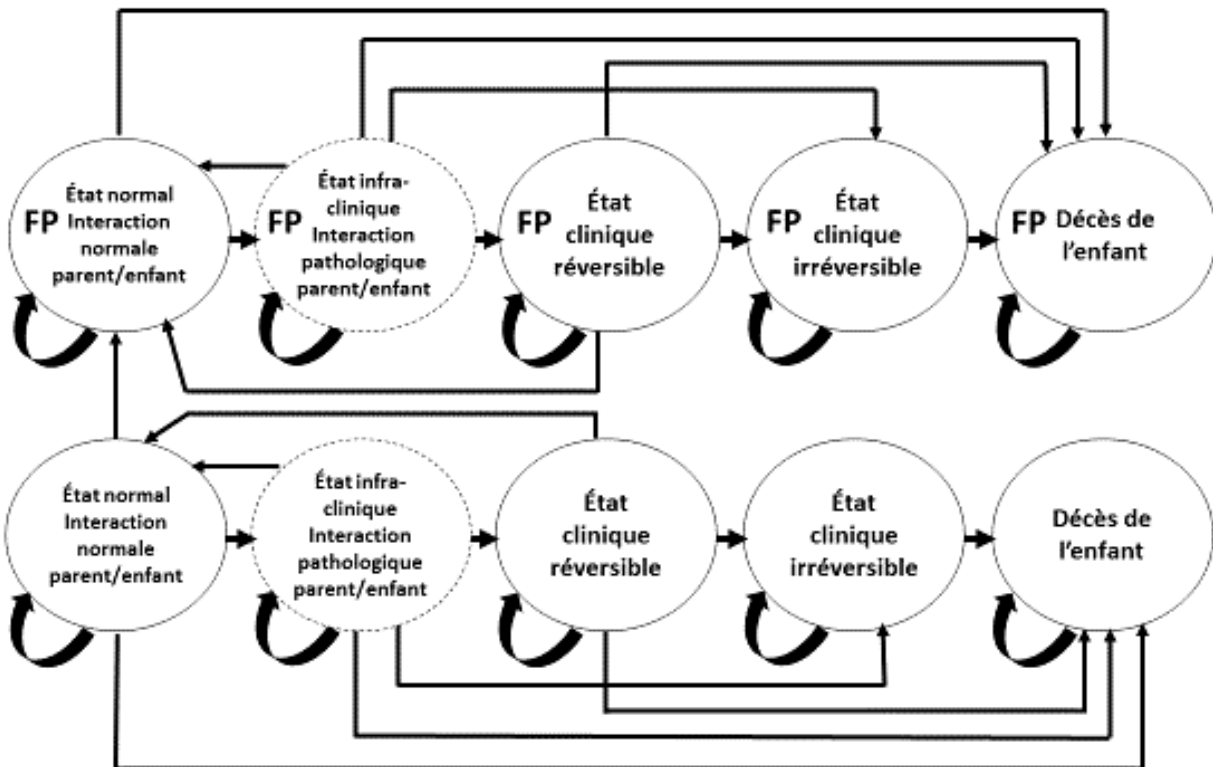 FP
État normal
Interaction
normale
parent/enfant
FP
État infra-
clinique
Interaction
pathologique
parent/enfant
FP
État
clinique
réversible
FP
État
clinique
irréversible
FP
Décès de
l'enfant
État normal
Interaction
normale
parent/enfant
État infra-
clinique
Interaction
pathologique
parent/enfant
État
clinique
réversible
État
clinique
irréversible
Décès de
l'enfant